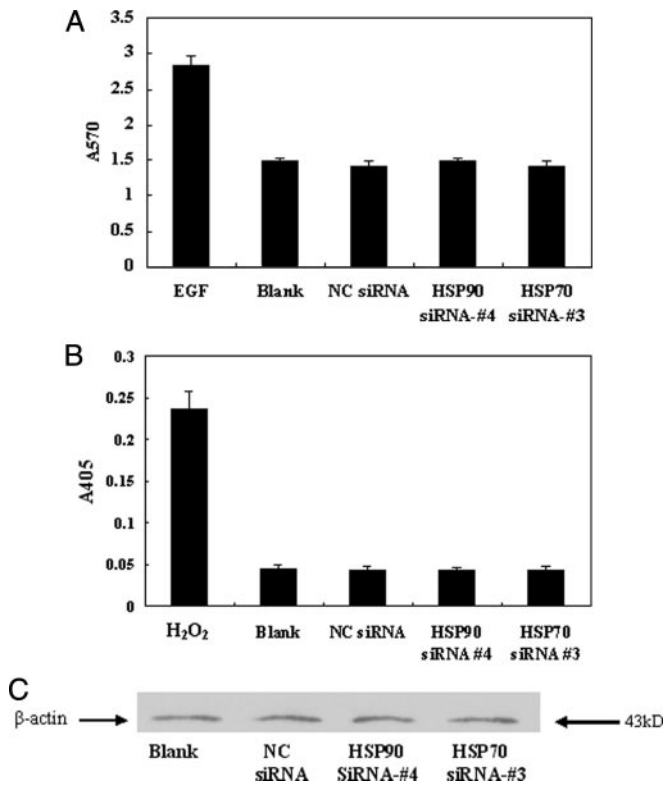 A
3.5
3
2.5
2
1.5
1
0.5
0
A570
EGF Blank NC siRNA HSP90 HSP70
siRNA-#4 siRNA-#3
B
0.3
0.25
0.2
0.15
0.1
0.05
0
A405
H₂O₂ Blank NC siRNA HSP90 HSP70
siRNA#4 siRNA#3
C
β-actin 43kD
Blank NC HSP90 HSP70
siRNA SiRNA-#4 siRNA-#3